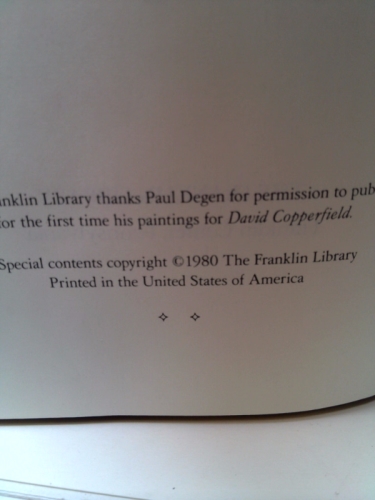 nklin Library thanks Paul Degen for permission to pub
or the first time his paintings for David Copperfield.
Special contents copyright ©1980 The Franklin Library
Printed in the United States of America